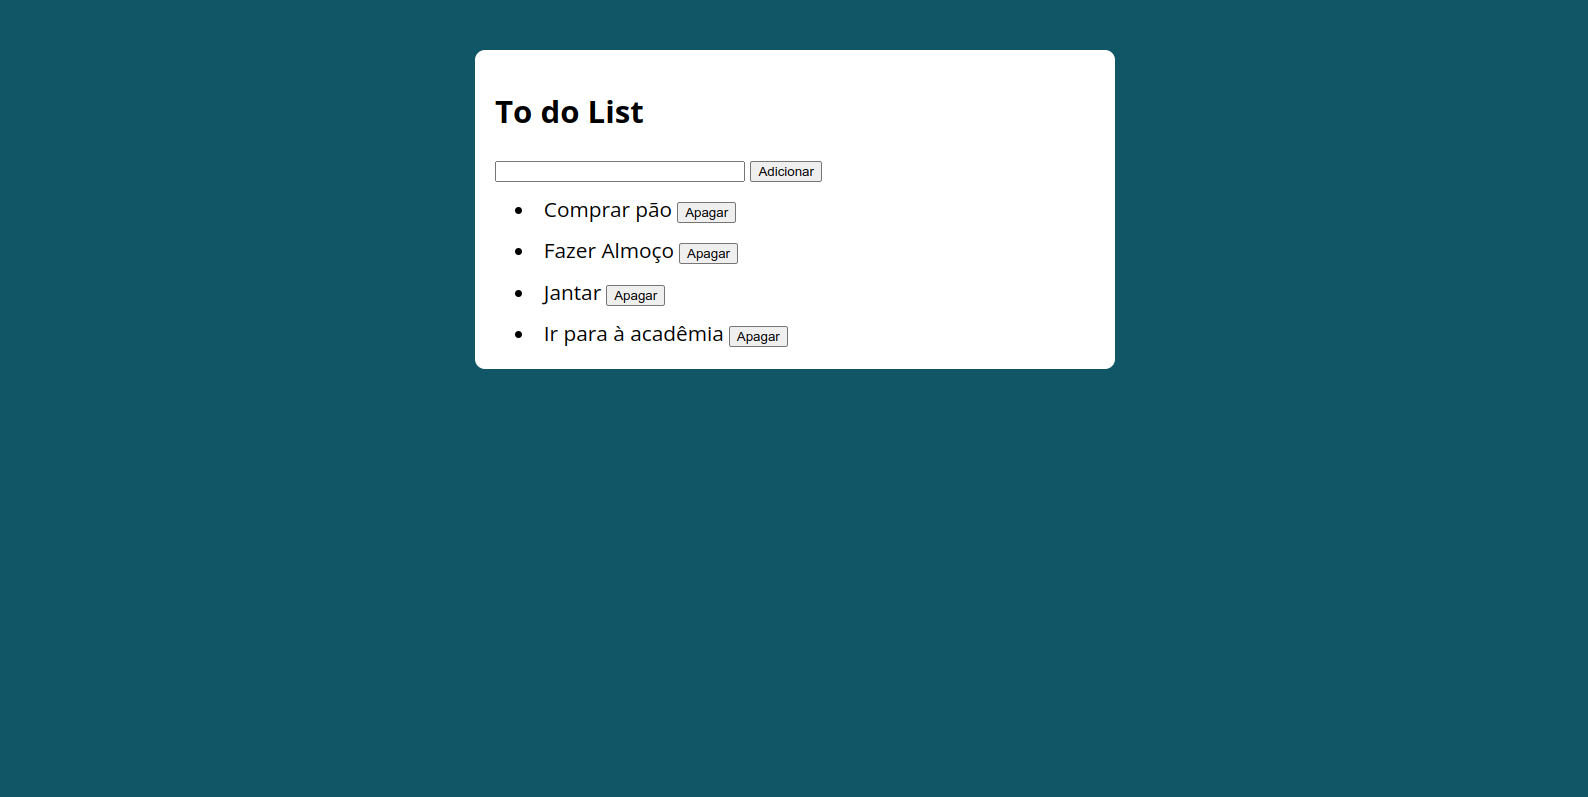 To do List
Adicionar
Comprar pão Apagar
Fazer Almoço Apagar
Jantar Apagar
Ir para à acadêmia Apagar